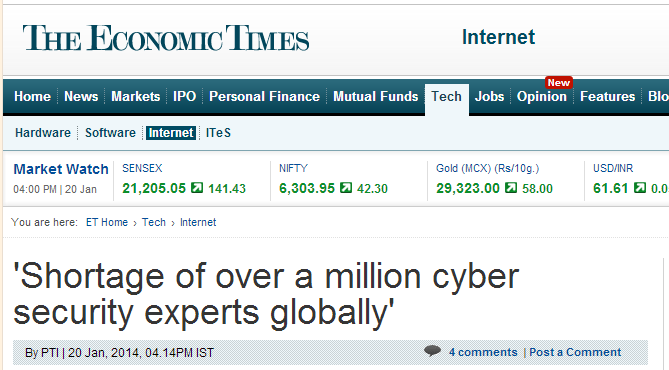 THE ECONOMIC TIMES
Internet
New
Home News Markets IPO Personal Finance Mutual Funds Tech Jobs Opinion Features
Hardware Software Internet ITeS
Market Watch SENSEX NIFTY Gold (MCX) (Rs/10g.) USD/INR
04:00 PM | 20 Jan 21,205.05 141.43 6,303.95 42.30 29,323.00 58.00 61.61
You are here: ET Home › Tech › Internet
'Shortage of over a million cyber
security experts globally'
By PTI | 20 Jan, 2014, 04.14PM IST 4 comments | Post a Comment